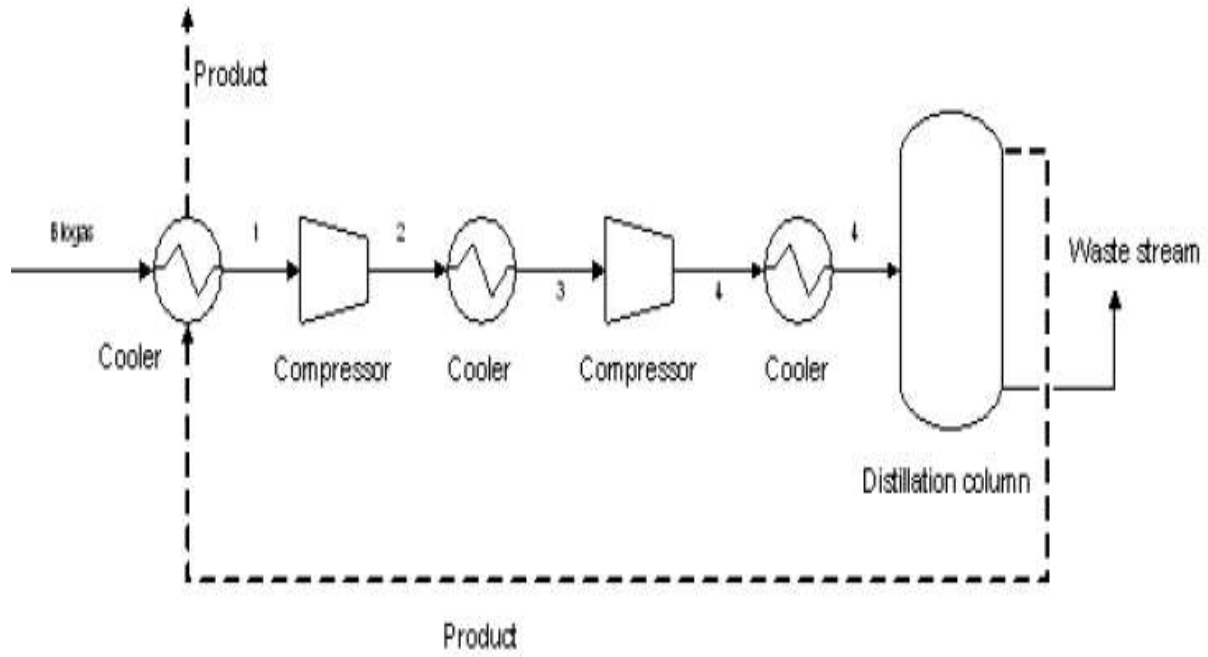 Product
Biogas
1
2
3
4
4
Waste stream
Cooler
Compressor
Cooler
Compressor
Cooler
Distillation column
Product